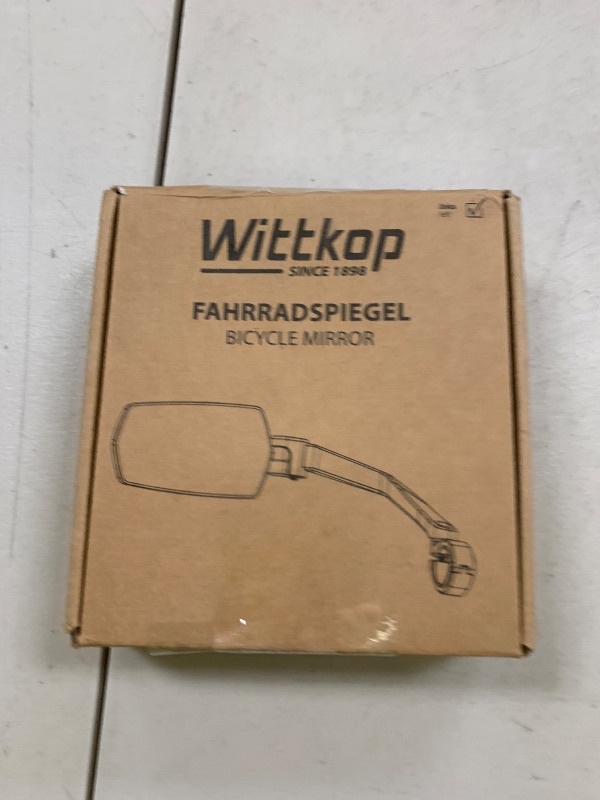 Wittkop
SINCE 1898
FAHRRADSPIEGEL
BICYCLE MIRROR